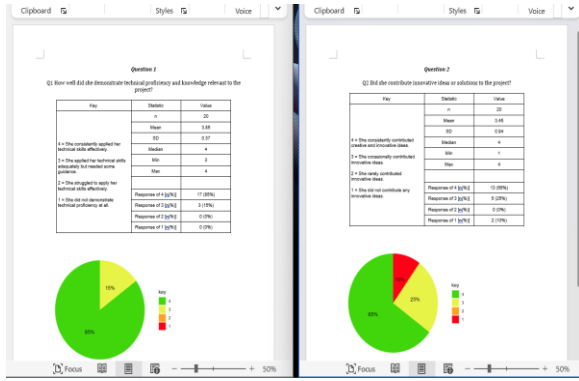 Clipboard Styles Voice
Question 1
Q1 How well did she demonstrate technical proficiency and knowledge relevant to the
project?
Key Statistic Value
n 20
Mean 3.85
SD 0.37
Median 4
Min 3
Max 4
4 = She consistently applied her
technical skills effectively.
3 = She applied her technical skills
adequately but needed some
guidance.
2 = She struggled to apply her
technical skills effectively.
1 = She did not demonstrate
technical proficiency at all.
Response of 4 [n(%)] 17 (85%)
Response of 3 [n(%)] 3 (15%)
Response of 2 [n(%)] 0 (0%)
Response of 1 [n(%)] 0 (0%)
15%
85%
key
4
3
2
1
Focus 50%
Clipboard Styles Voice
Question 2
Q2 Did she contribute innovative ideas or solutions to the project?
Key Statistic Value
n 20
Mean 3.45
SD 0.94
Median 4
Min 1
Max 4
4 = She consistently contributed
creative and innovative ideas.
3 = She occasionally contributed
innovative ideas.
2 = She rarely contributed
innovative ideas.
1 = She did not contribute any
innovative ideas.
Response of 4 [n(%)] 13 (65%)
Response of 3 [n(%)] 5 (25%)
Response of 2 [n(%)] 0 (0%)
Response of 1 [n(%)] 2 (10%)
10%
25%
65%
key
4
3
2
1
Focus 50%